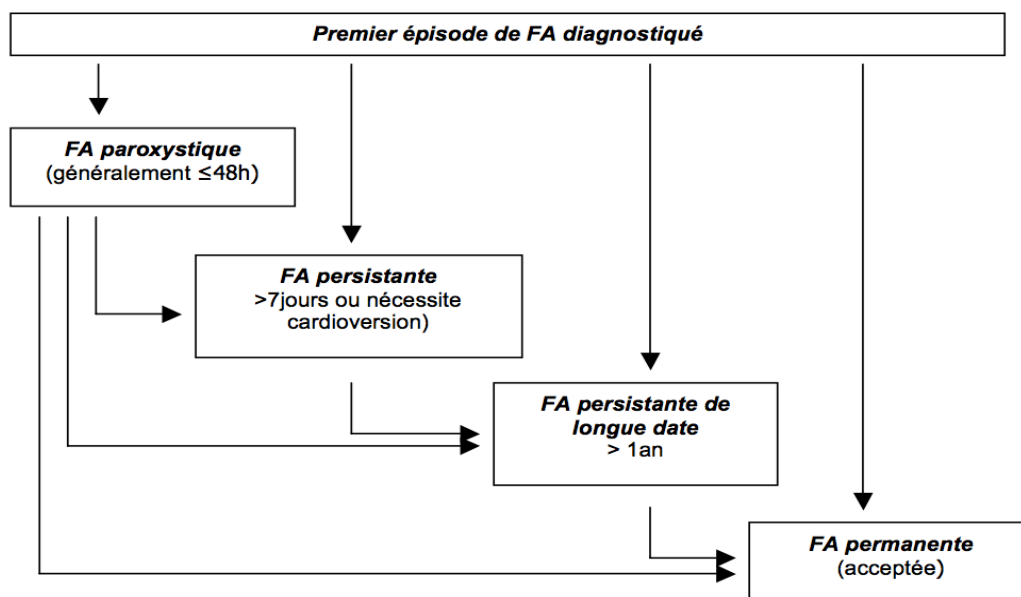 Premier épisode de FA diagnostiqué
FA paroxystique
(généralement ≤48h)
FA persistante
>7jours ou nécessite
cardioversion)
FA persistante de
longue date
> 1an
FA permanente
(acceptée)